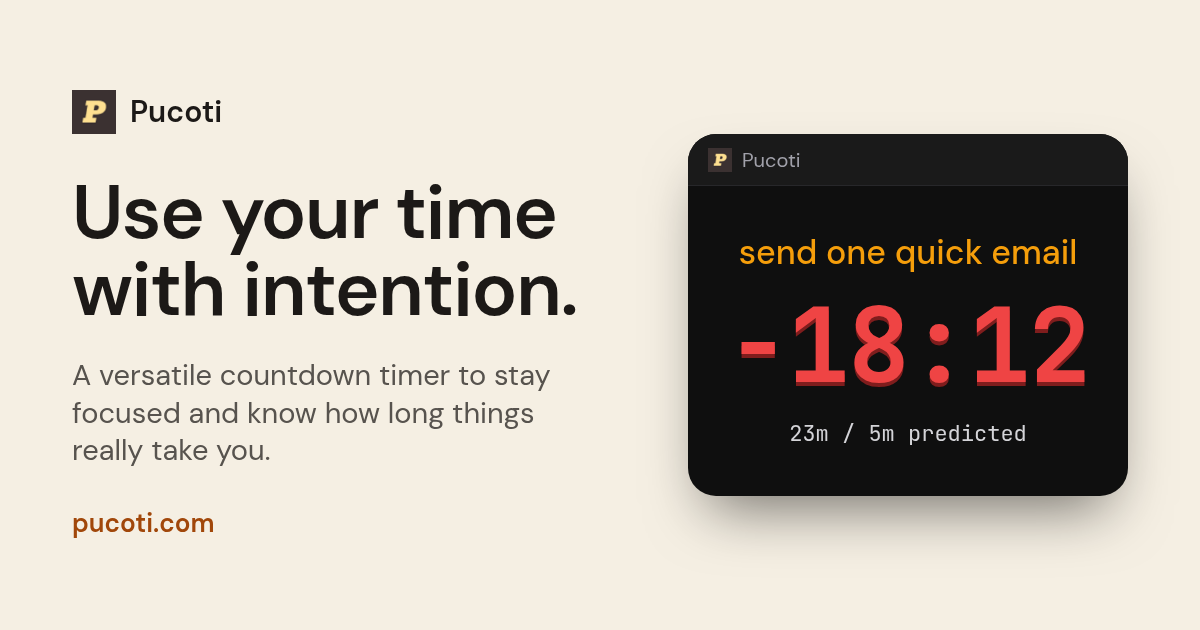 P Pucoti
Use your time
with intention.
A versatile countdown timer to stay
focused and know how long things
really take you.
pucoti.com
P Pucoti
send one quick email
-18:12
23m / 5m predicted